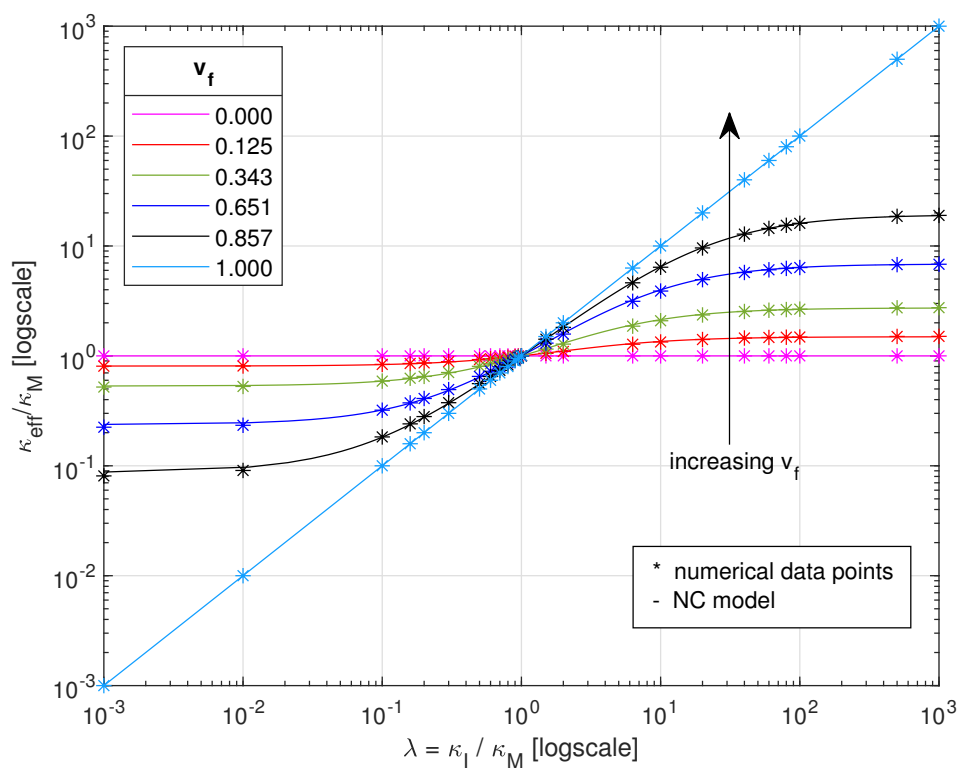 10^3
10^2
10^1
10^0
10^-1
10^-2
10^-3
κ_eff/κ_M [logscale]
v_f
0.000
0.125
0.343
0.651
0.857
1.000
increasing v_f
* numerical data points
- NC model
10^-3 10^-2 10^-1 10^0 10^1 10^2 10^3
λ = κ_I / κ_M [logscale]